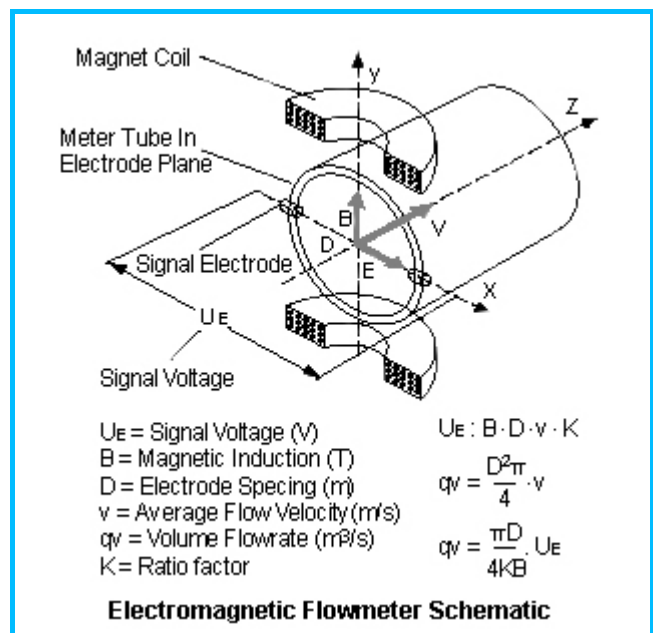 Magnet Coil
y
Z
Meter Tube In
Electrode Plane
B
V
D
Signal Electrode
E
X
UE
Signal Voltage
UE = Signal Voltage (V)
B = Magnetic Induction (T)
D = Electrode Specing (m)
v = Average Flow Velocity (m/s)
qv = Volume Flowrate (m³/s)
K = Ratio factor
UE : B · D · v · K
qv = D²π/4 · v
qv = πD/4KB . UE
Electromagnetic Flowmeter Schematic